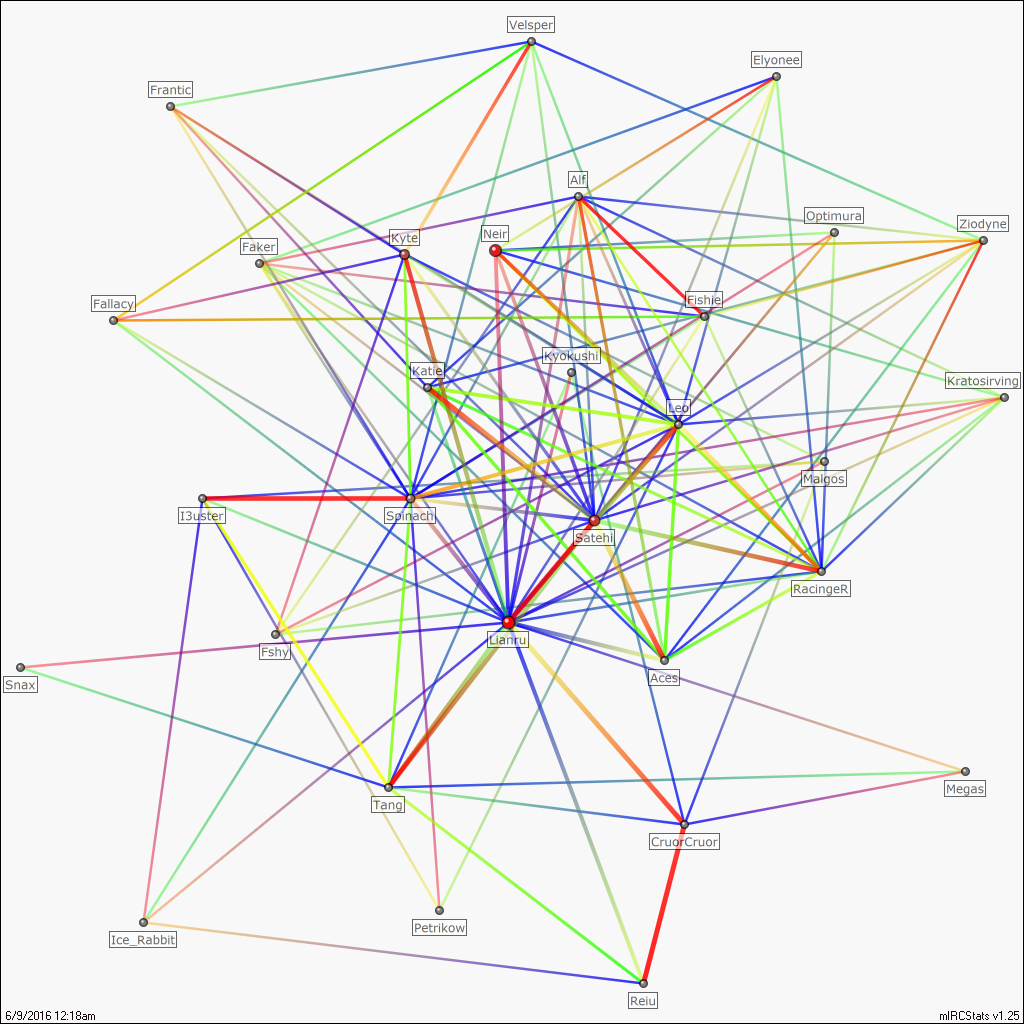 Velsper
Elyonee
Frantic
Alf
Optimura
Ziodyne
Neir
Kyte
Faker
Fallacy
Fishie
Kyokushi
Katie
Kratosirving
Leo
Maigos
I3uster
Spinach
Satehi
RacingeR
Lianru
Fshy
Aces
Snax
Megas
Tang
CruorCruor
Petrikow
Ice_Rabbit
Reiu
6/9/2016 12:18am
mIRCStats v1.25